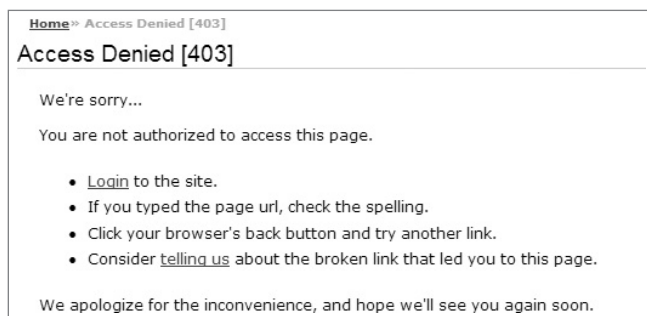 Home» Access Denied [403]
Access Denied [403]
We're sorry...
You are not authorized to access this page.
• Login to the site.
• If you typed the page url, check the spelling.
• Click your browser's back button and try another link.
• Consider telling us about the broken link that led you to this page.
We apologize for the inconvenience, and hope we'll see you again soon.